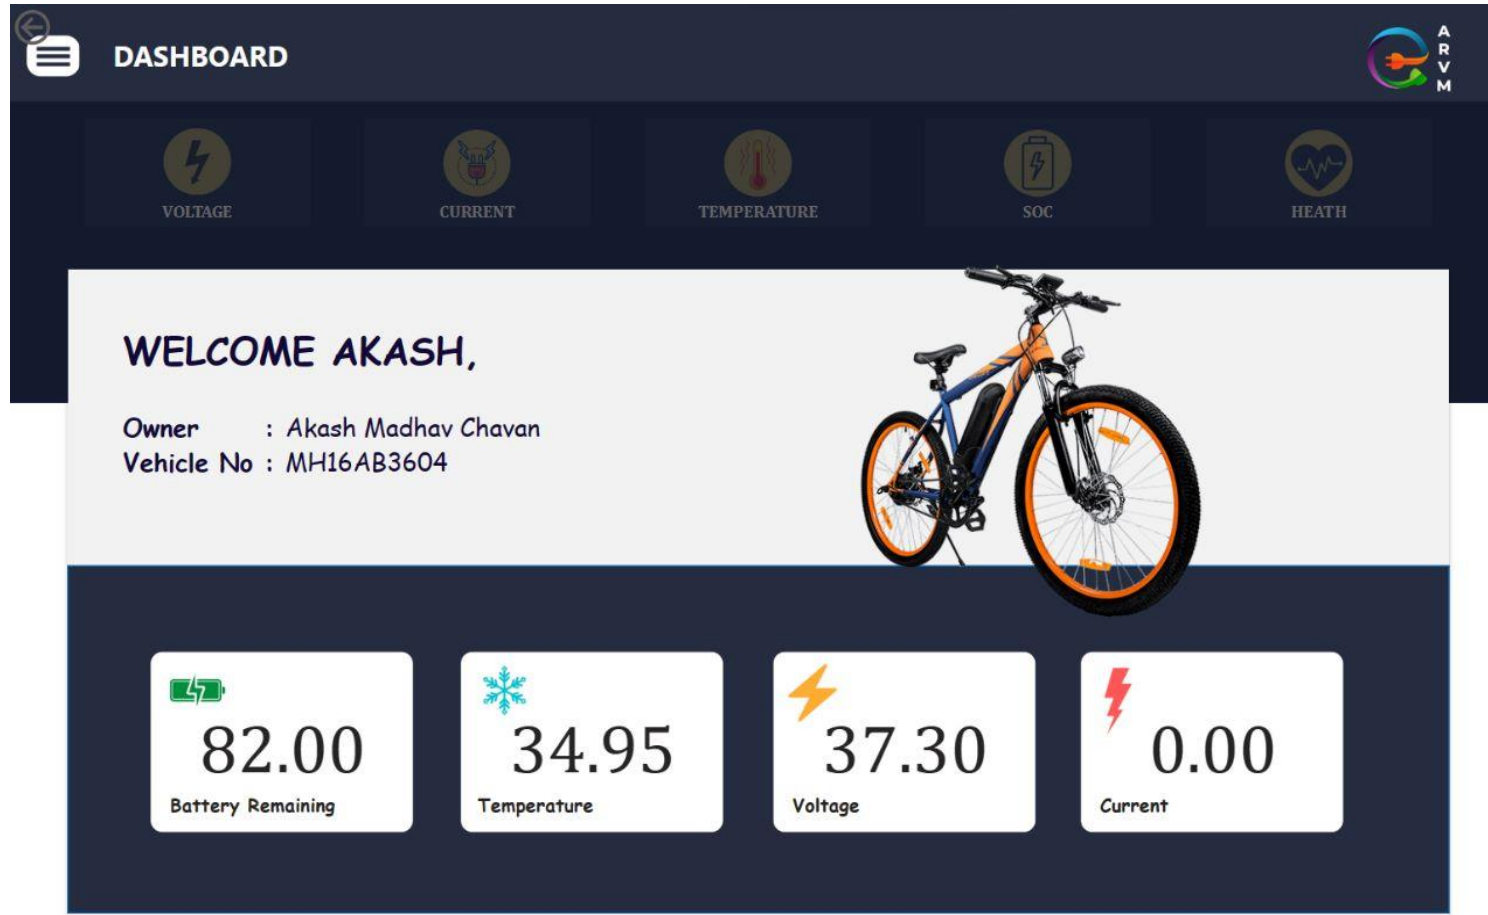 DASHBOARD
A
R
V
M
VOLTAGE
CURRENT
TEMPERATURE
SOC
HEATH
WELCOME AKASH,
Owner : Akash Madhav Chavan
Vehicle No : MH16AB3604
82.00
Battery Remaining
34.95
Temperature
37.30
Voltage
0.00
Current